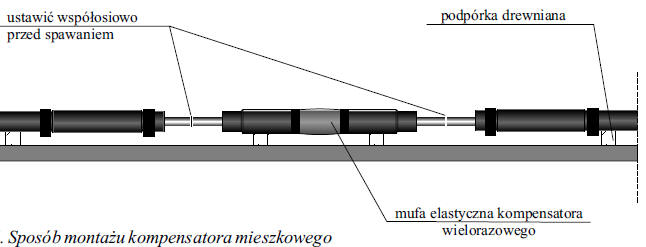 ustawić współosiowo
przed spawaniem
podpórka drewniana
mufa elastyczna kompensatora
wielorazowego
. Sposób montażu kompensatora mieszkowego